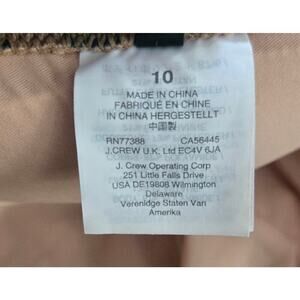 10
MADE IN CHINA
FABRIQUÉ EN CHINE
IN CHINA HERGESTELLT
中国製
RN77388 CA56445
J.CREW U.K. Ltd EC4V 6JA
J. Crew Operating Corp
251 Little Falls Drive
USA DE19808 Wilmington
Delaware
Verenidge Staten Van
Amerika